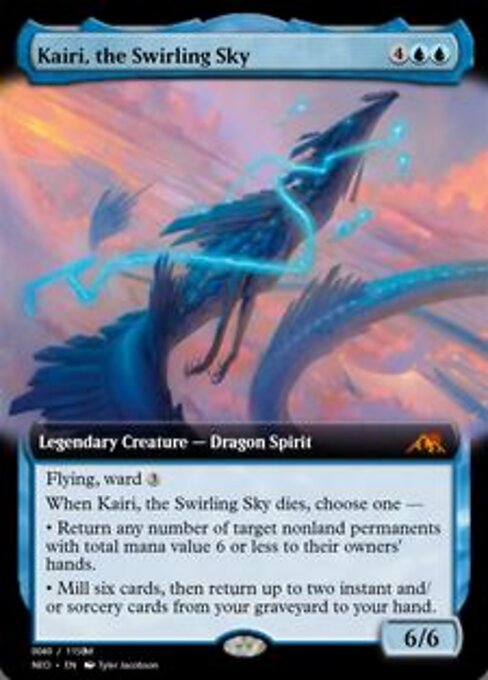 Kairi, the Swirling Sky 4
Legendary Creature — Dragon Spirit
Flying, ward 3
When Kairi, the Swirling Sky dies, choose one —
• Return any number of target nonland permanents
with total mana value 6 or less to their owners'
hands.
• Mill six cards, then return up to two instant and/
or sorcery cards from your graveyard to your hand.
6/6
NEO • EN Tyler Jacobson